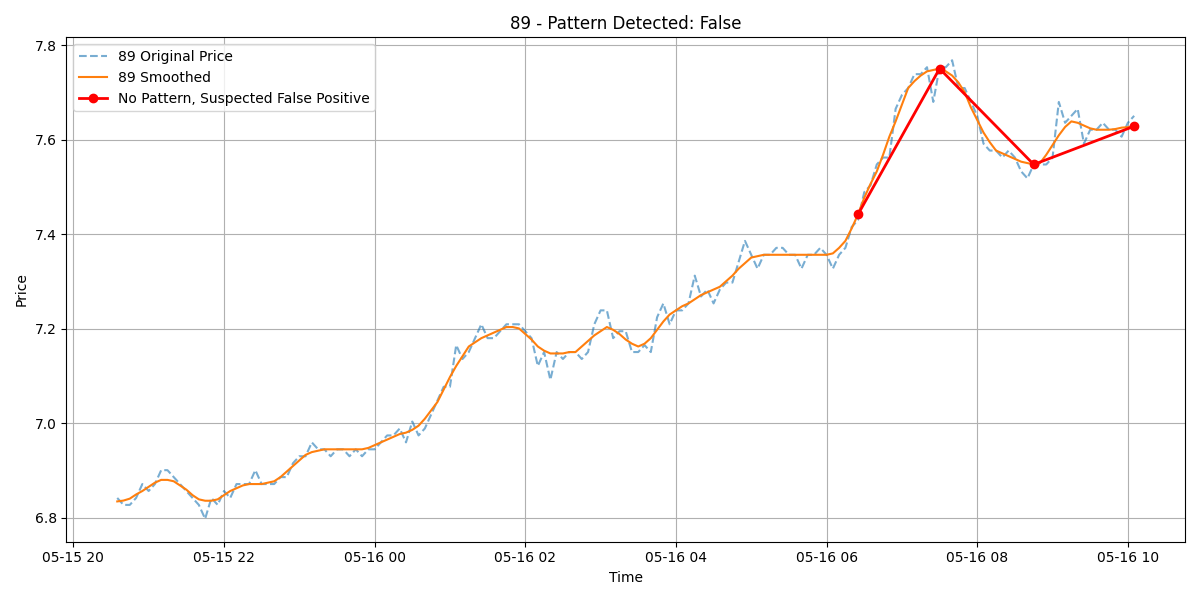 89 - Pattern Detected: False
89 Original Price
89 Smoothed
No Pattern, Suspected False Positive
Price
7.8
7.6
7.4
7.2
7.0
6.8
05-15 20 05-15 22 05-16 00 05-16 02 05-16 04 05-16 06 05-16 08 05-16 10
Time